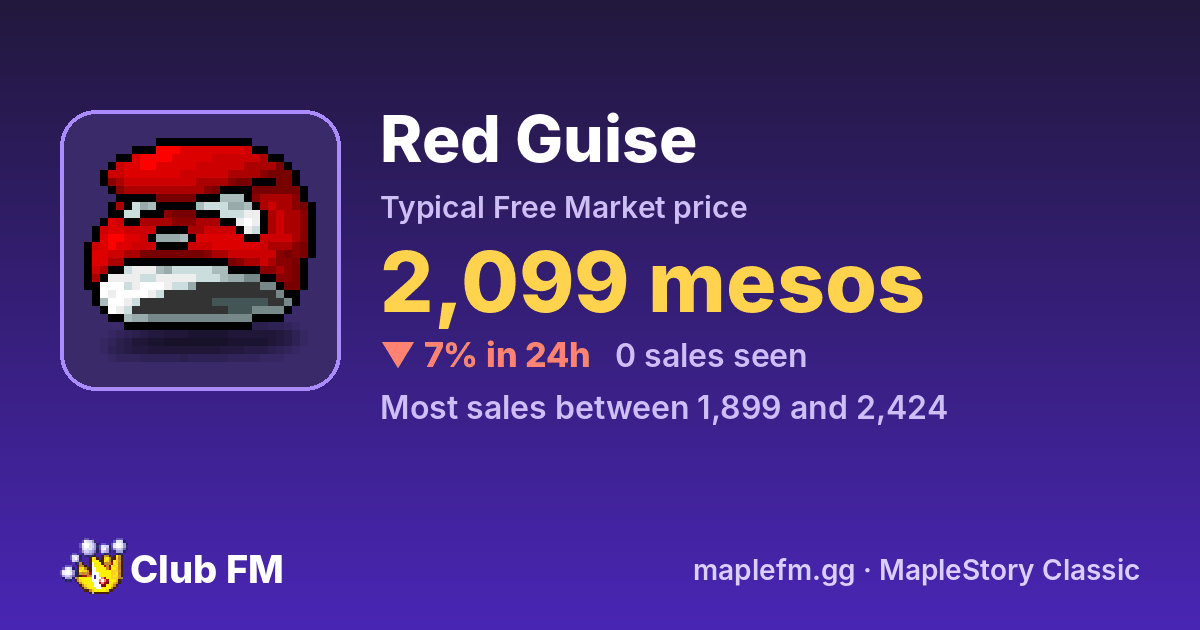 Red Guise
Typical Free Market price
2,099 mesos
▼ 7% in 24h 0 sales seen
Most sales between 1,899 and 2,424
Club FM
maplefm.gg · MapleStory Classic